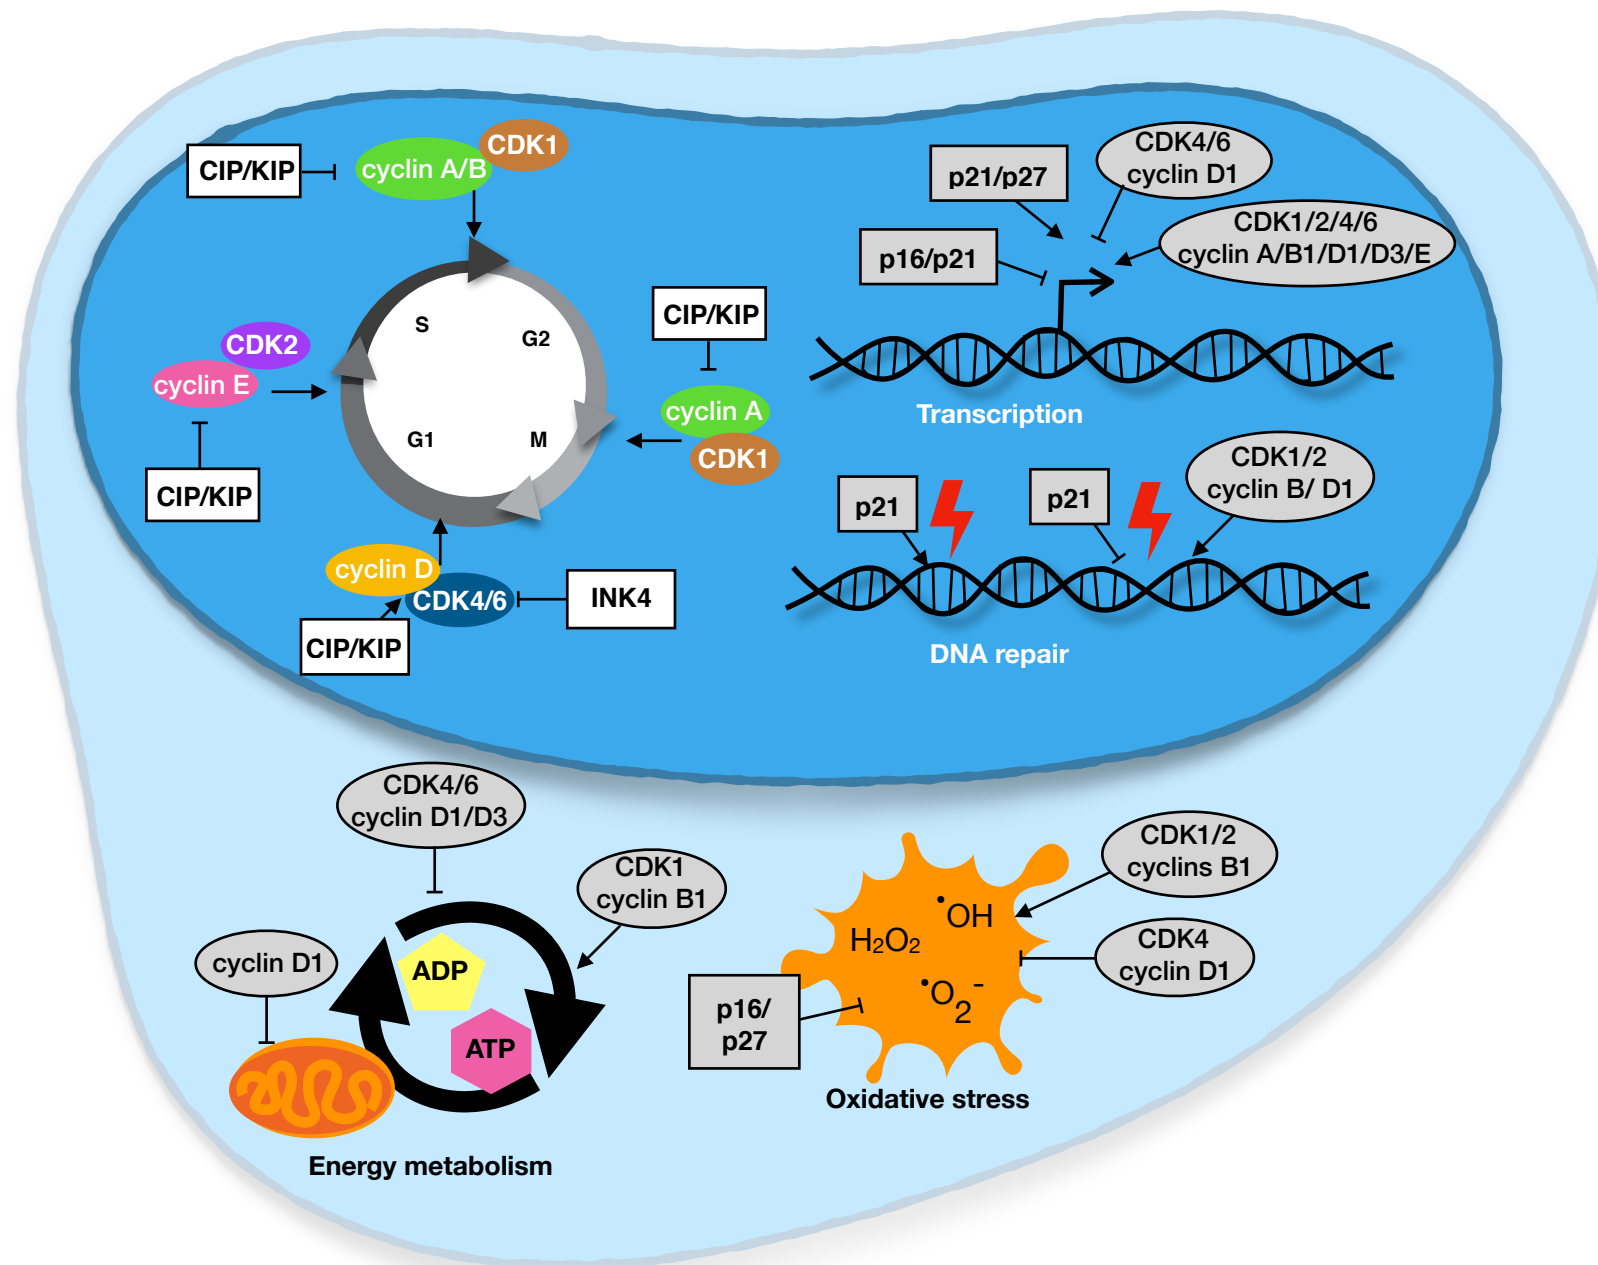 CIP/KIP
cyclin A/B
CDK1
S
G2
G1
M
CDK2
cyclin E
CIP/KIP
CIP/KIP
cyclin A
CDK1
cyclin D
CDK4/6
CIP/KIP
INK4
p21/p27
p16/p21
CDK4/6
cyclin D1
CDK1/2/4/6
cyclin A/B1/D1/D3/E
Transcription
p21
p21
CDK1/2
cyclin B/ D1
DNA repair
CDK4/6
cyclin D1/D3
CDK1
cyclin B1
cyclin D1
ADP
ATP
Energy metabolism
H₂O₂
•OH
•O₂⁻
p16/
p27
CDK1/2
cyclins B1
CDK4
cyclin D1
Oxidative stress